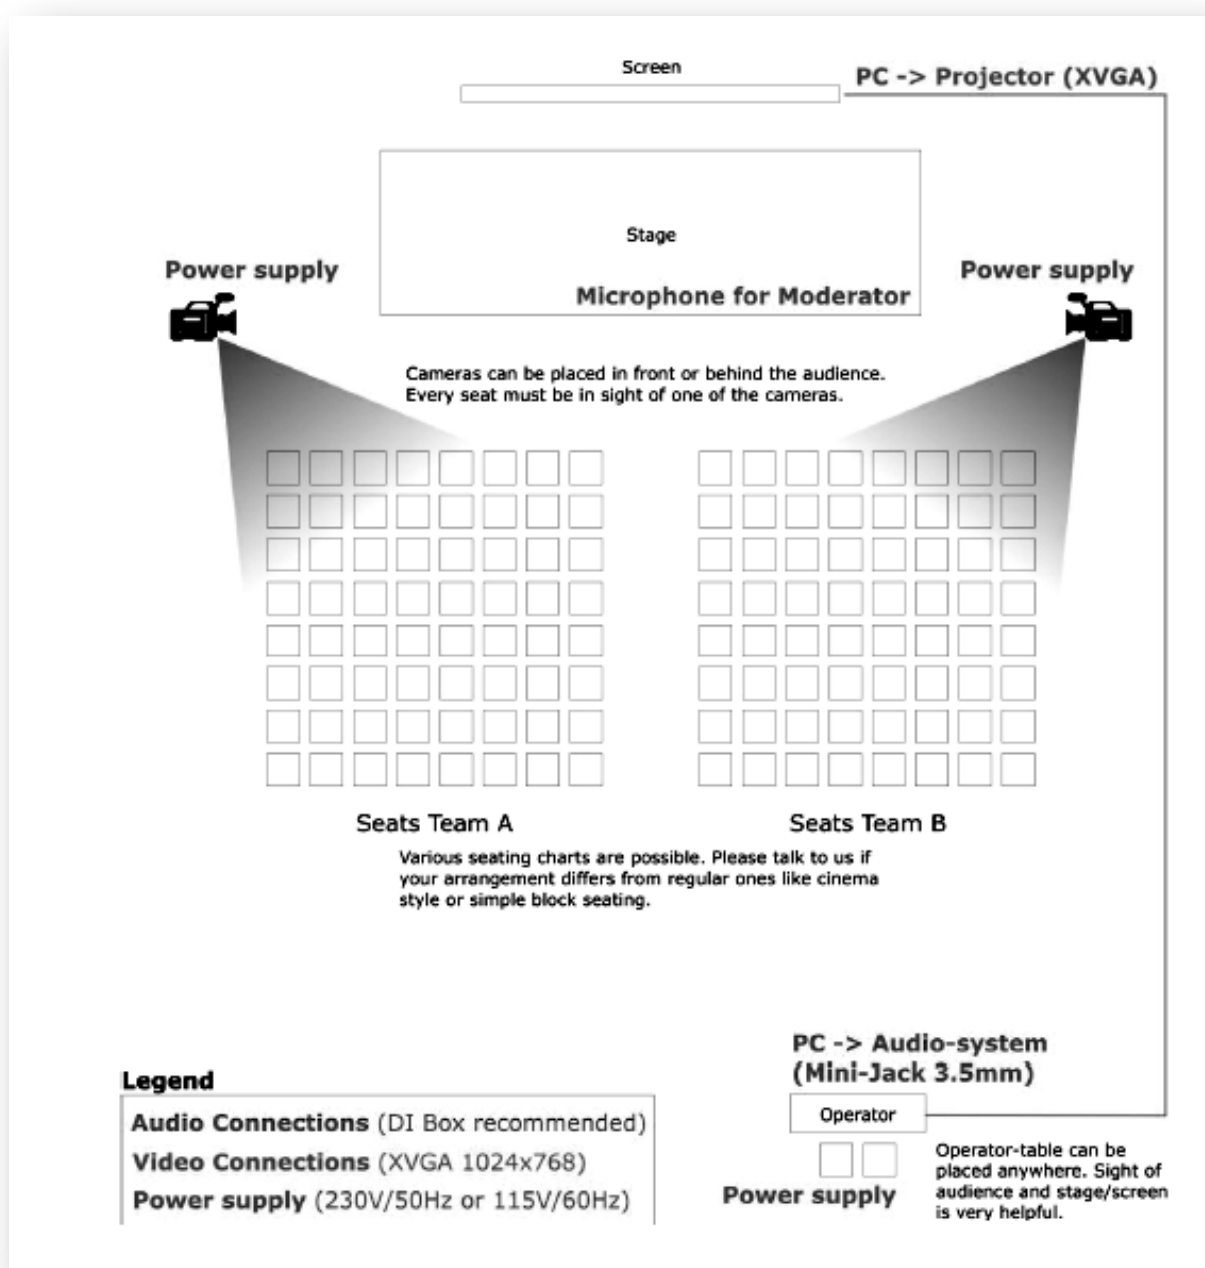 Screen
PC -> Projector (XVGA)
Stage
Power supply
Power supply
Microphone for Moderator
Cameras can be placed in front or behind the audience.
Every seat must be in sight of one of the cameras.
Seats Team A
Seats Team B
Various seating charts are possible. Please talk to us if
your arrangement differs from regular ones like cinema
style or simple block seating.
PC -> Audio-system
(Mini-Jack 3.5mm)
Legend
Audio Connections (DI Box recommended)
Video Connections (XVGA 1024x768)
Power supply (230V/50Hz or 115V/60Hz)
Operator
Power supply
Operator-table can be
placed anywhere. Sight of
audience and stage/screen
is very helpful.